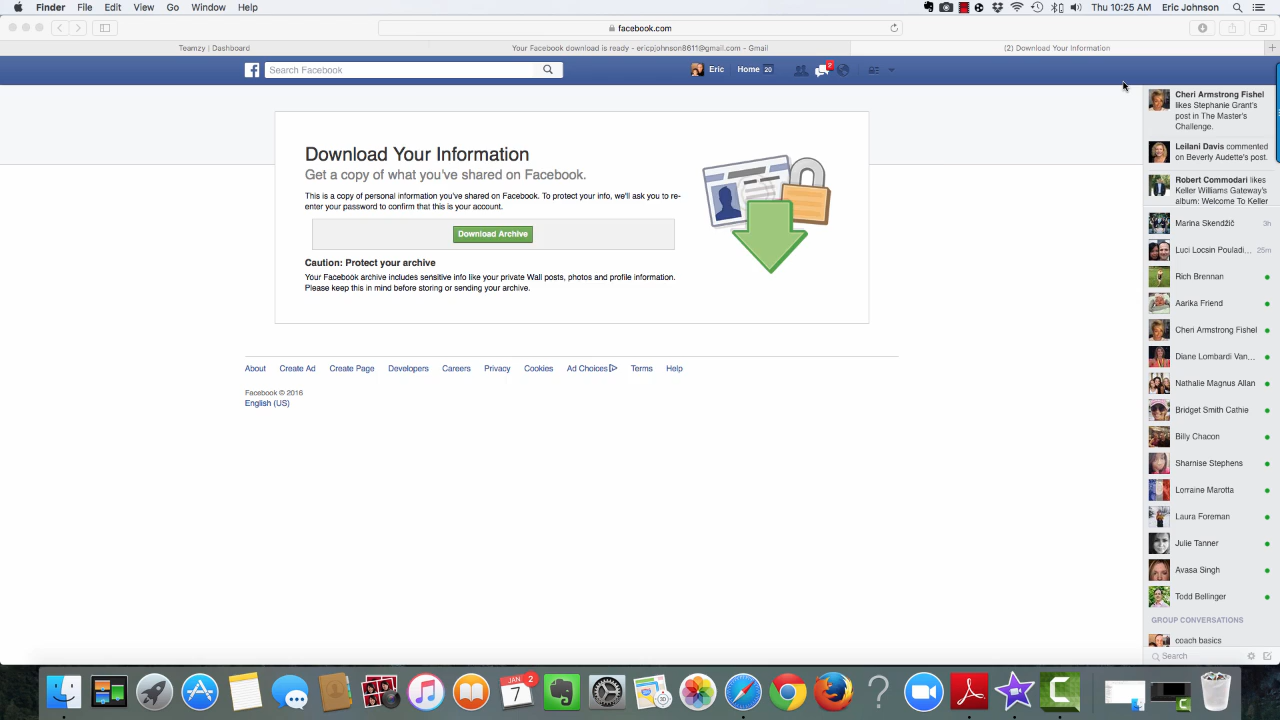 Finder File Edit View Go Window Help
Thu 10:25 AM Eric Johnson
facebook.com
Teamzy | Dashboard
Your Facebook download is ready - ericpjohnson8611@gmail.com - Gmail
(2) Download Your Information
Search Facebook
Eric Home 20
2
Download Your Information
Get a copy of what you've shared on Facebook.
This is a copy of personal information you've shared on Facebook. To protect your info, we'll ask you to re-
enter your password to confirm that this is your account.
Download Archive
Caution: Protect your archive
Your Facebook archive includes sensitive info like your private Wall posts, photos and profile information.
Please keep this in mind before storing or sending your archive.
About Create Ad Create Page Developers Careers Privacy Cookies Ad Choices Terms Help
Facebook © 2016
English (US)
Cheri Armstrong Fishel
likes Stephanie Grant's
post in The Master's
Challenge.
Leilani Davis commented
on Beverly Audette's post.
Robert Commodari likes
Keller Williams Gateway's
album: Welcome To Keller
Marina Skendžić 3h
Luci Locsin Pouladi... 25m
Rich Brennan
Aarika Friend
Cheri Armstrong Fishel
Diane Lombardi Van...
Nathalie Magnus Allan
Bridget Smith Cathie
Billy Chacon
Sharnise Stephens
Lorraine Marotta
Laura Foreman
Julie Tanner
Avasa Singh
Todd Bellinger
GROUP CONVERSATIONS
coach basics
Search
JAN 2
7